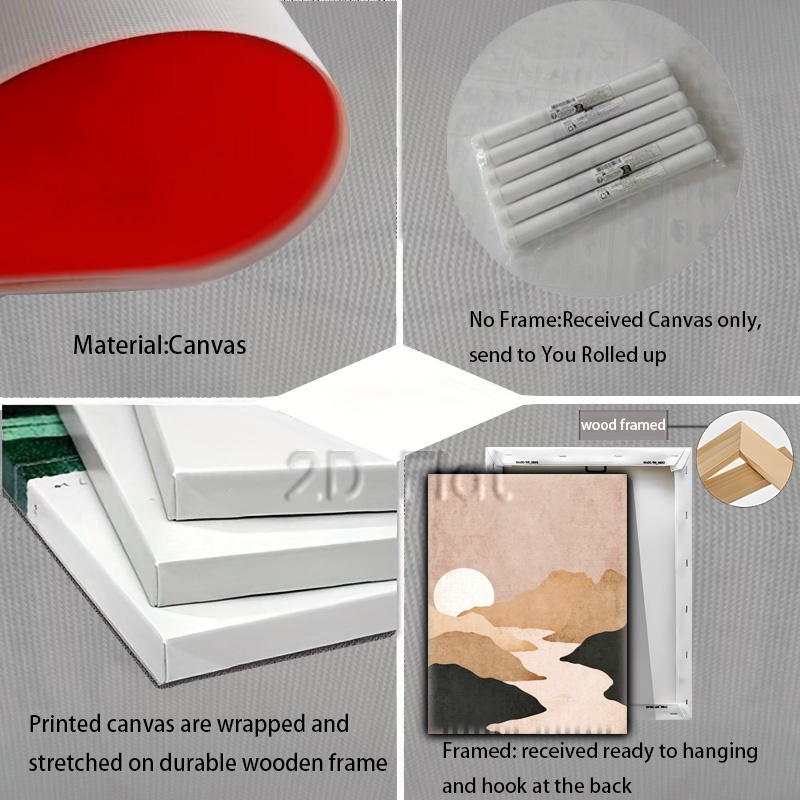 Material:Canvas
No Frame:Received Canvas only,
send to You Rolled up
wood framed
2D Flat
Printed canvas are wrapped and
stretched on durable wooden frame
Framed: received ready to hanging
and hook at the back